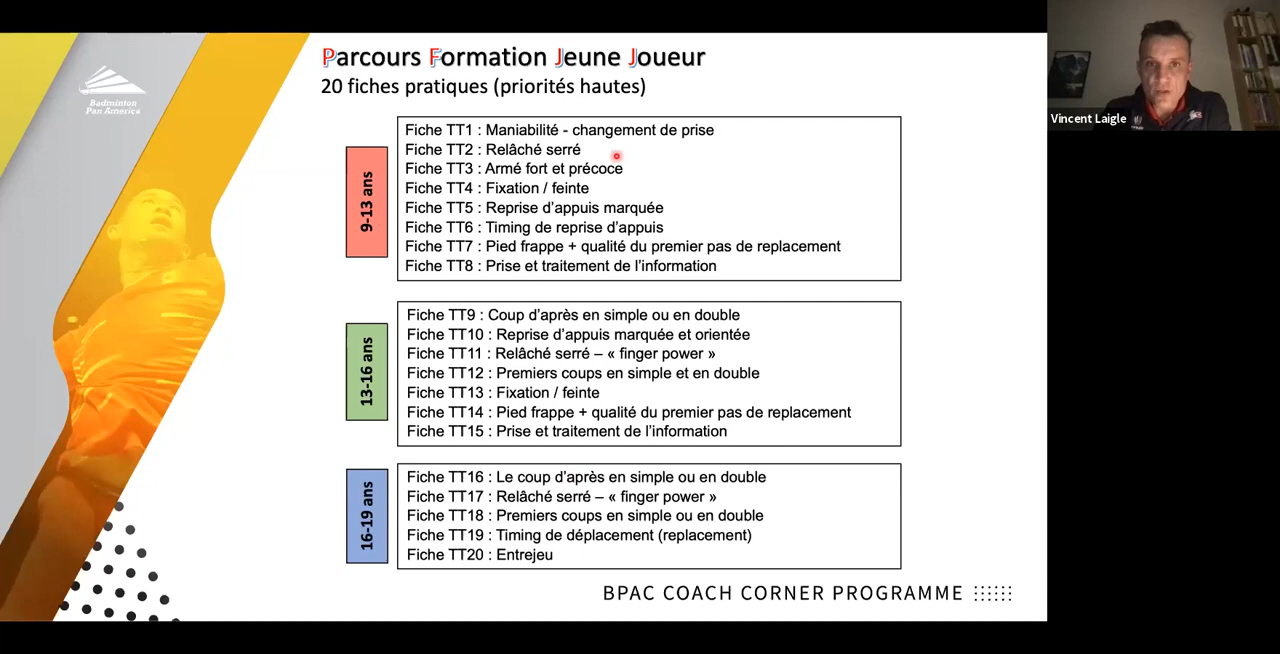 Parcours Formation Jeune Joueur
20 fiches pratiques (priorités hautes)
Badminton
Pan America
Vincent Laigle
9-13 ans
Fiche TT1 : Maniabilité - changement de prise
Fiche TT2 : Relâché serré
Fiche TT3 : Armé fort et précoce
Fiche TT4 : Fixation / feinte
Fiche TT5 : Reprise d’appuis marquée
Fiche TT6 : Timing de reprise d’appuis
Fiche TT7 : Pied frappe + qualité du premier pas de replacement
Fiche TT8 : Prise et traitement de l’information
13-16 ans
Fiche TT9 : Coup d’après en simple ou en double
Fiche TT10 : Reprise d’appuis marquée et orientée
Fiche TT11 : Relâché serré – « finger power »
Fiche TT12 : Premiers coups en simple et en double
Fiche TT13 : Fixation / feinte
Fiche TT14 : Pied frappe + qualité du premier pas de replacement
Fiche TT15 : Prise et traitement de l’information
16-19 ans
Fiche TT16 : Le coup d’après en simple ou en double
Fiche TT17 : Relâché serré – « finger power »
Fiche TT18 : Premiers coups en simple ou en double
Fiche TT19 : Timing de déplacement (replacement)
Fiche TT20 : Entrejeu
BPAC COACH CORNER PROGRAMME